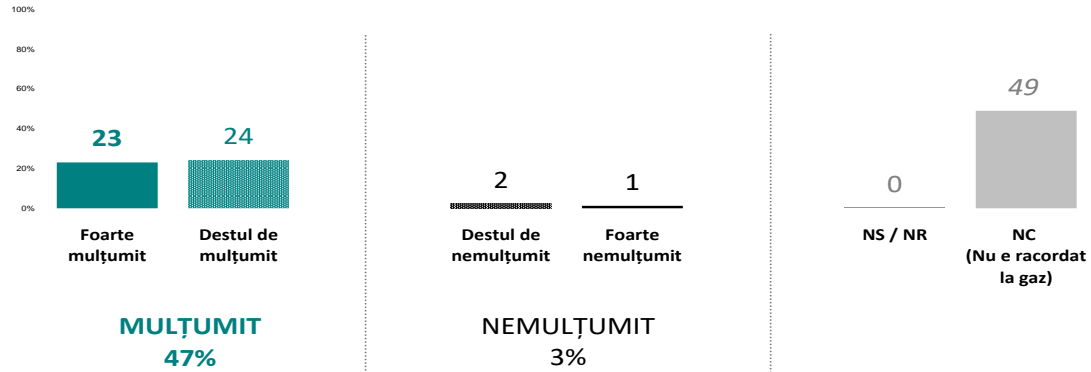 100%
80%
60%
40%
20%
0%
23
24
2
1
0
49
Foarte
mulțumit
Destul de
mulțumit
Destul de
nemulțumit
Foarte
nemulțumit
NS / NR
NC
(Nu e racordat
la gaz)
MULȚUMIT
47%
NEMULȚUMIT
3%